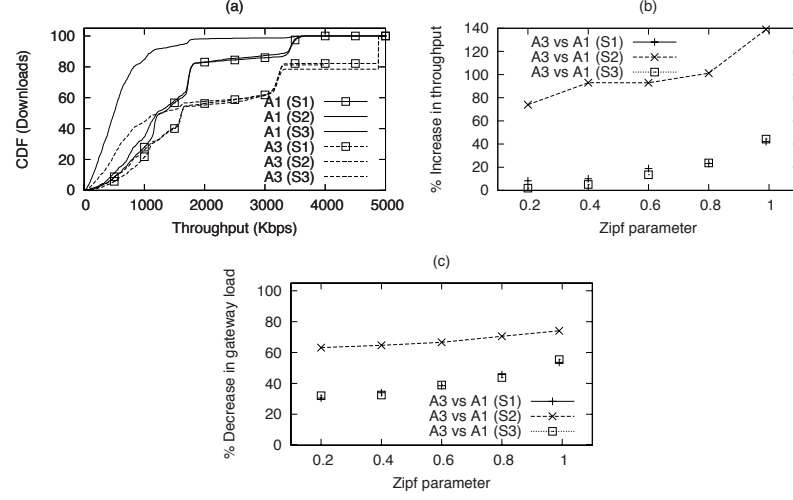 (a)
CDF (Downloads)
100
80
60
40
20
0
A1 (S1)
A1 (S2)
A1 (S3)
A3 (S1)
A3 (S2)
A3 (S3)
0 1000 2000 3000 4000 5000
Throughput (Kbps)
(b)
% Increase in throughput
140
120
100
80
60
40
20
0
A3 vs A1 (S1)
A3 vs A1 (S2)
A3 vs A1 (S3)
0.2 0.4 0.6 0.8 1
Zipf parameter
(c)
% Decrease in gateway load
100
80
60
40
20
0
A3 vs A1 (S1)
A3 vs A1 (S2)
A3 vs A1 (S3)
0.2 0.4 0.6 0.8 1
Zipf parameter